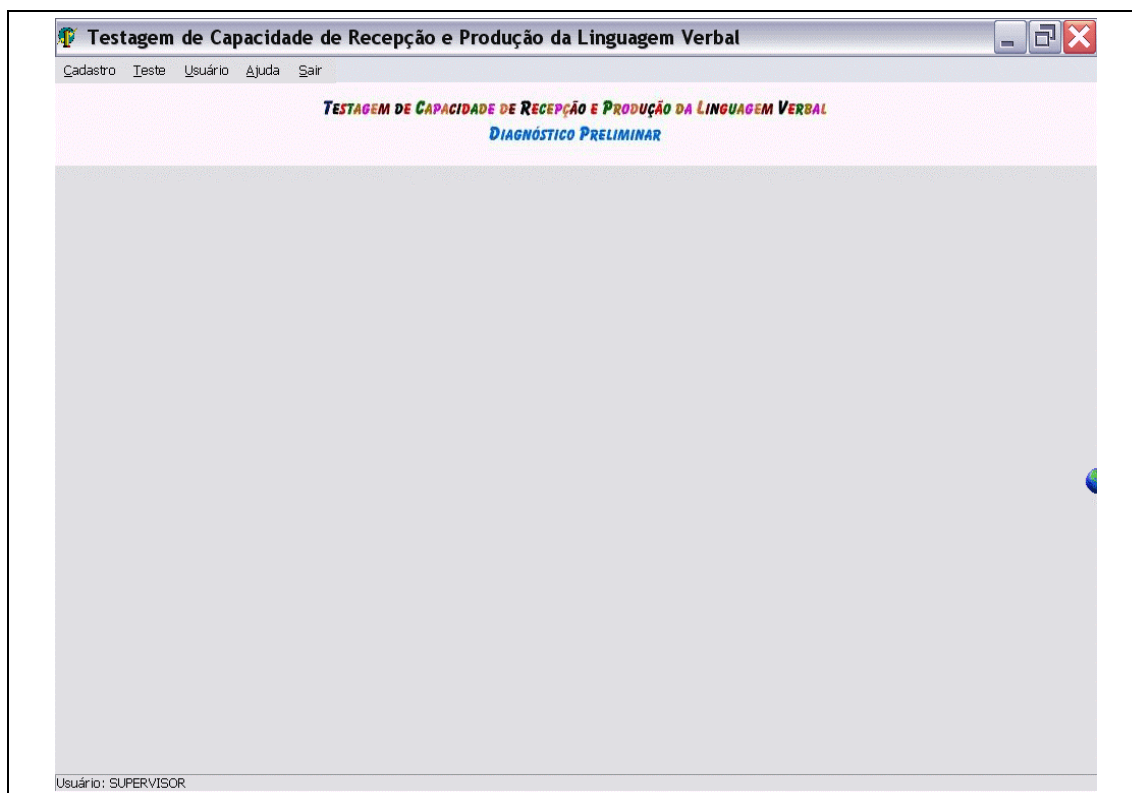 Testagem de Capacidade de Recepção e Produção da Linguagem Verbal
Cadastro Teste Usuário Ajuda Sair
TESTAGEM DE CAPACIDADE DE RECEPÇÃO E PRODUÇÃO DA LINGUAGEM VERBAL
DIAGNÓSTICO PRELIMINAR
Usuário: SUPERVISOR